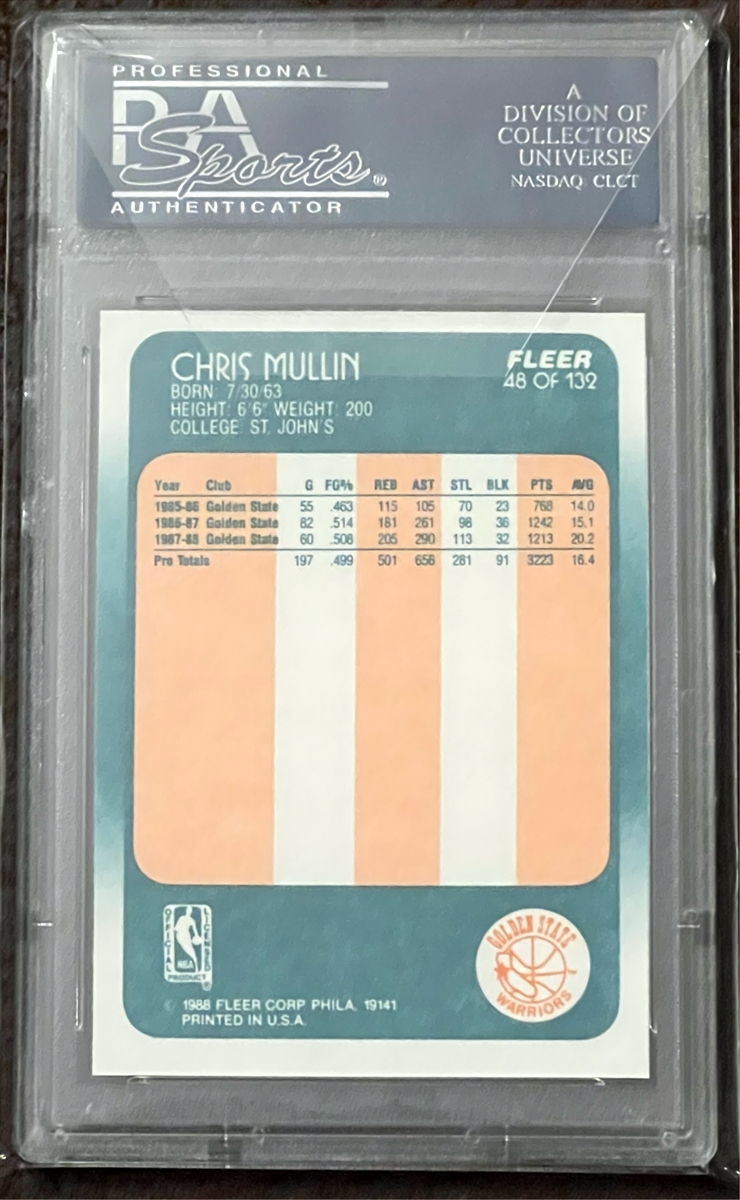 PROFESSIONAL
PSA
Sports®
AUTHENTICATOR
A
DIVISION OF
COLLECTORS
UNIVERSE
NASDAQ: CLCT
CHRIS MULLIN
BORN: 7/30/63
HEIGHT: 6'6" WEIGHT: 200
COLLEGE: ST. JOHN'S
FLEER
48 OF 132
Year Club G FG% REB AST STL BLK PTS AVG
1985-86 Golden State 55 .463 115 105 70 23 768 14.0
1986-87 Golden State 82 .514 181 261 98 36 1242 15.1
1987-88 Golden State 60 .508 205 290 113 32 1213 20.2
Pro Totals 197 .499 501 656 281 91 3223 16.4
OFFICIAL
LICENSED
NBA
PRODUCT
GOLDEN STATE
WARRIORS
© 1988 FLEER CORP PHILA. 19141
PRINTED IN U.S.A.